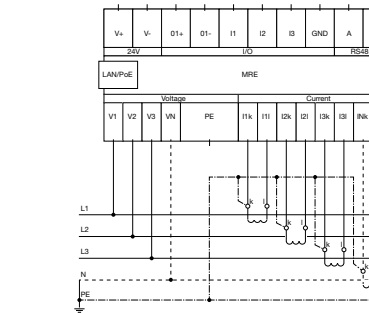 V+ V- 01+ 01- I1 I2 I3 GND A
24V I/O RS48
LAN/PoE MRE
Voltage Current
V1 V2 V3 VN PE I1k I1l I2k I2l I3k I3l INk
k l
L1
k l
L2
k l
L3
k
N
PE